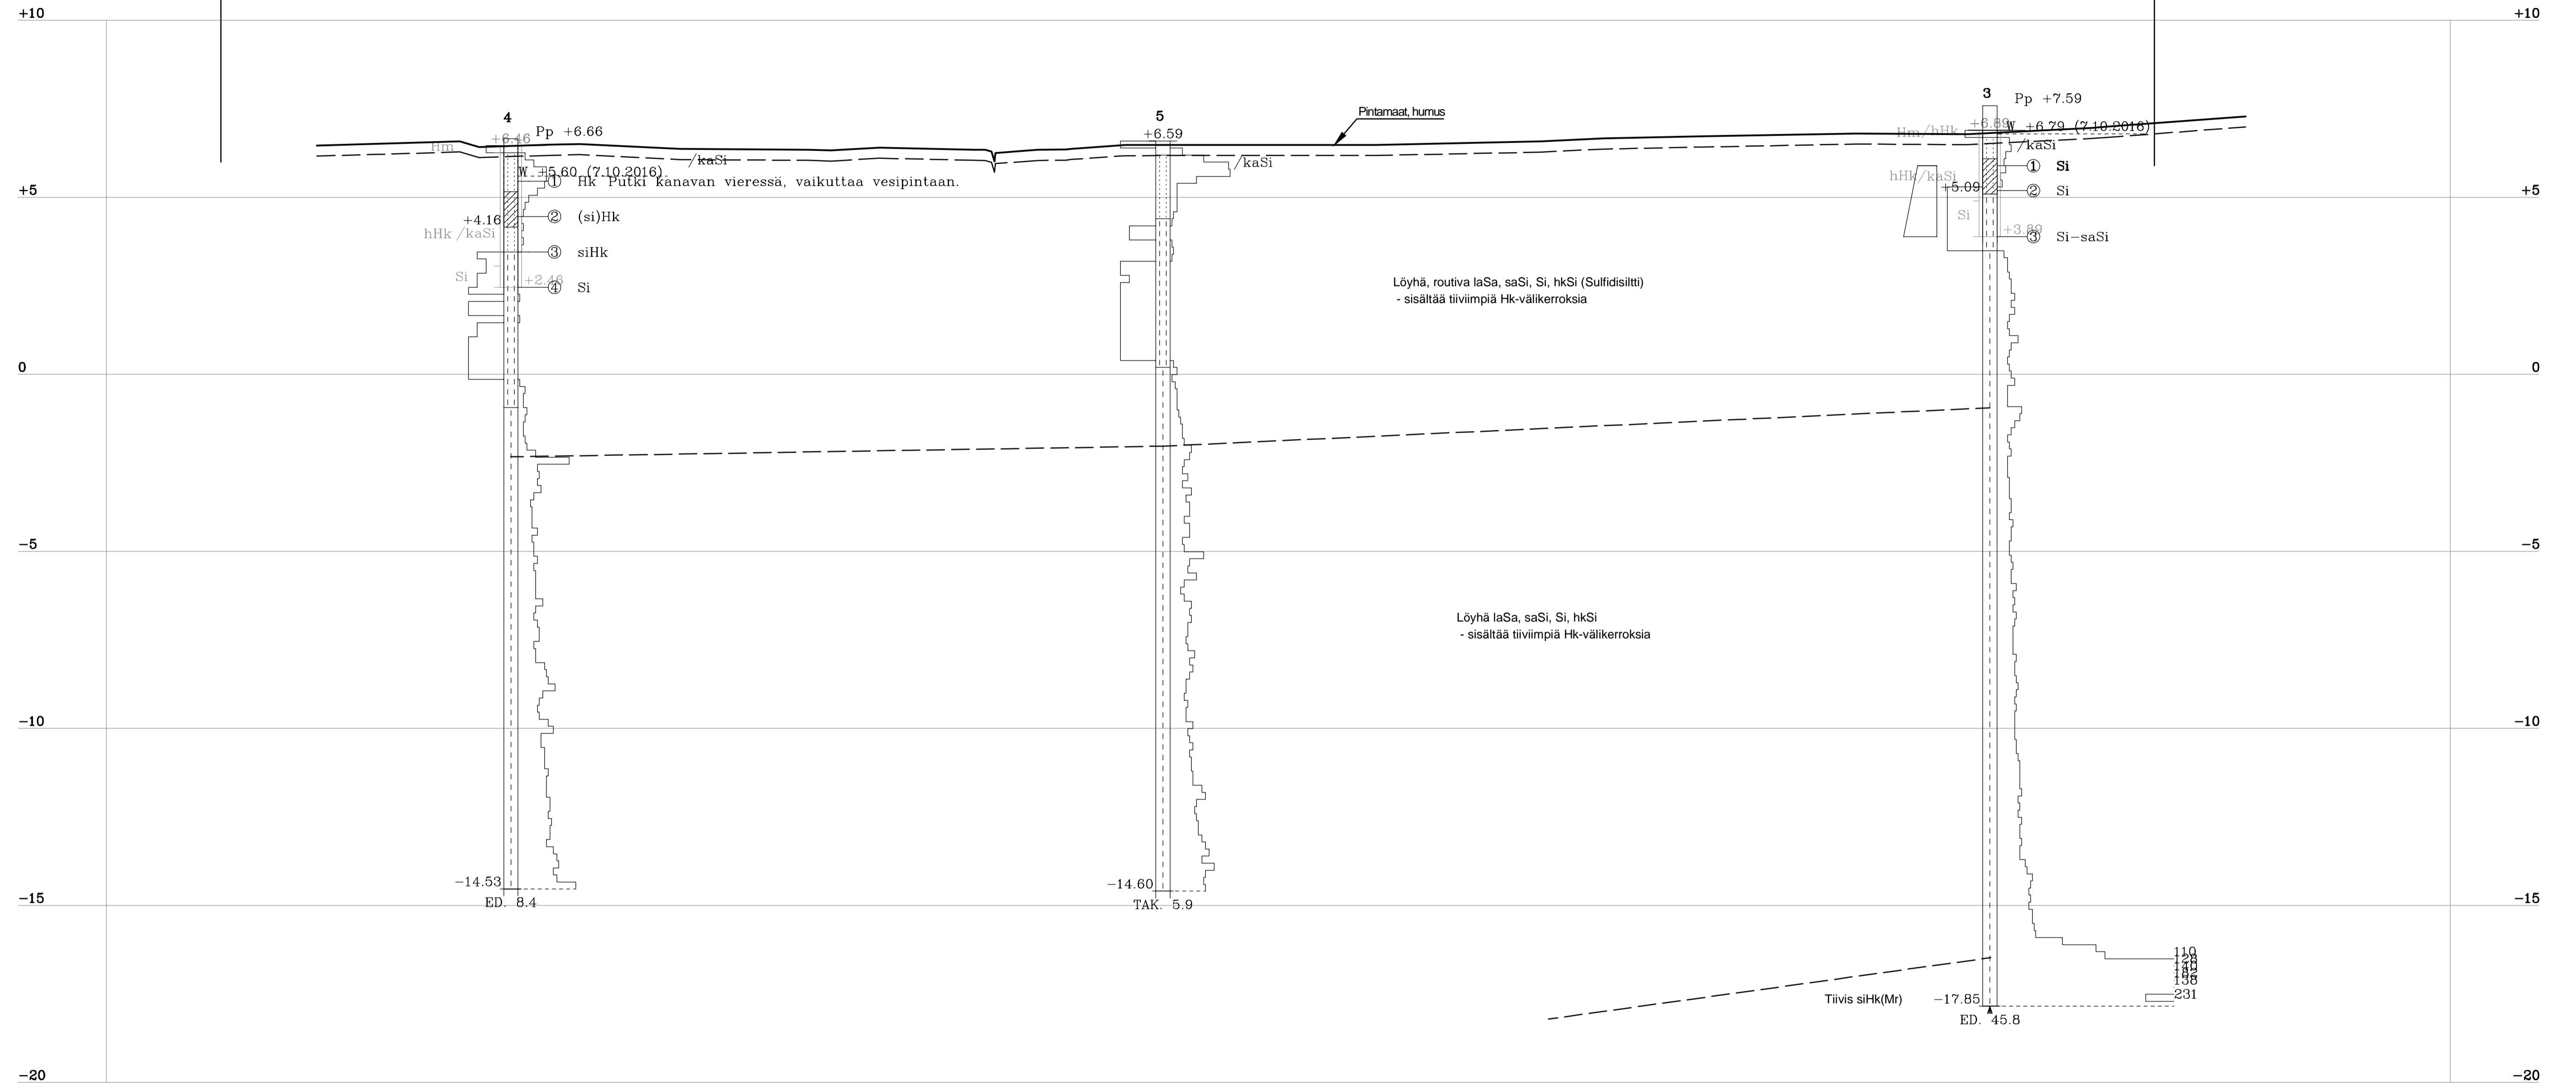 +10
+10
4
+6.46
Pp +6.66
Hm
/kaSi
W +5.60 (7.10.2016)
1 Hk Putki kanavan vieressä, vaikuttaa vesipintaan.
+5
+4.16
2 (si)Hk
hHk /kaSi
3 siHk
Si
+2.46
4 Si
5
+6.59
/kaSi
Pintamaat, humus
3
Pp +7.59
Hm/hHk
+6.89
W +6.79 (7.10.2016)
/kaSi
1 Si
hHk/kaSi
+5.09
2 Si
+5
Si
+3.89
3 Si-saSi
Löyhä, routiva laSa, saSi, Si, hkSi (Sulfidisiltti)
- sisältää tiiviimpiä Hk-välikerroksia
0
0
-5
-5
Löyhä laSa, saSi, Si, hkSi
- sisältää tiiviimpiä Hk-välikerroksia
-10
-10
-14.53
ED. 8.4
-14.60
TAK. 5.9
-15
-15
110
138
231
Tiivis siHk(Mr)
-17.85
ED. 45.8
-20
-20